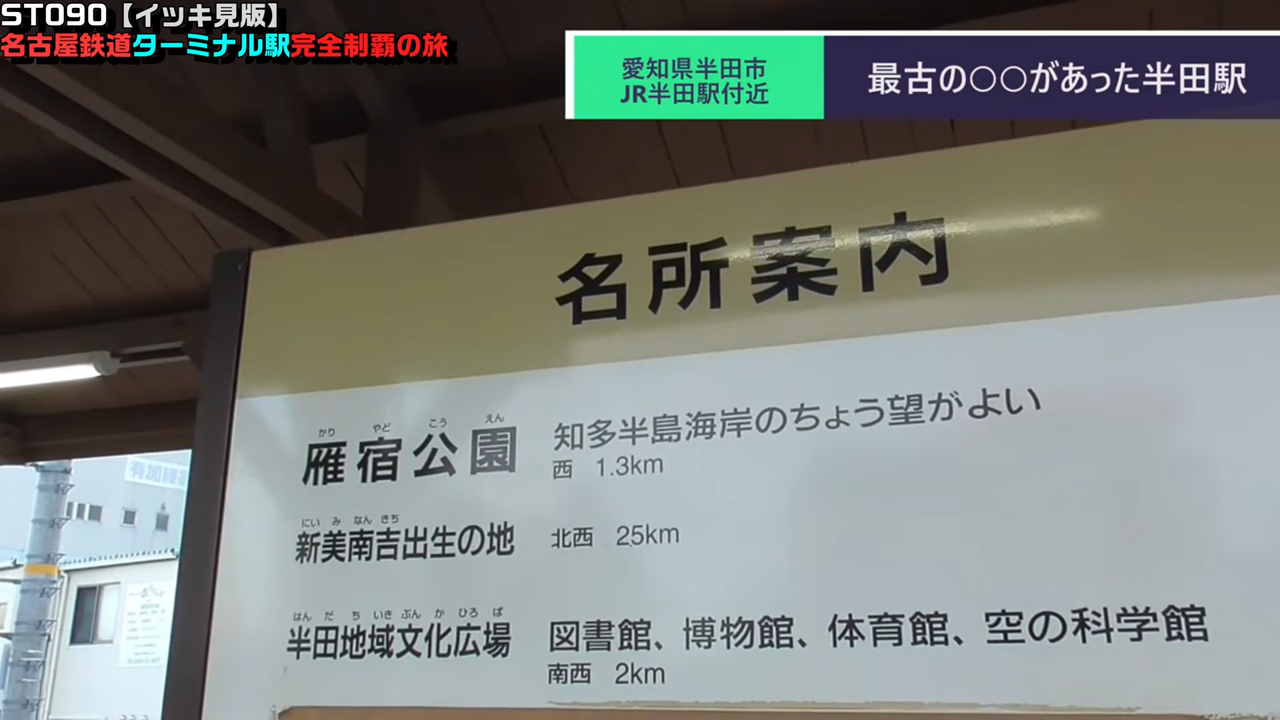 ST090【イッキ見版】
名古屋鉄道ターミナル駅完全制覇の旅
愛知県半田市
JR半田駅付近
最古の○○があった半田駅
名所案内
かり やど こう えん
雁宿公園 知多半島海岸のちょう望がよい
西 1.3km
にい み なん きち
新美南吉出生の地 北西 25km
はん だ ち いき ぶん か ひろ ば
半田地域文化広場 図書館、博物館、体育館、空の科学館
南西 2km